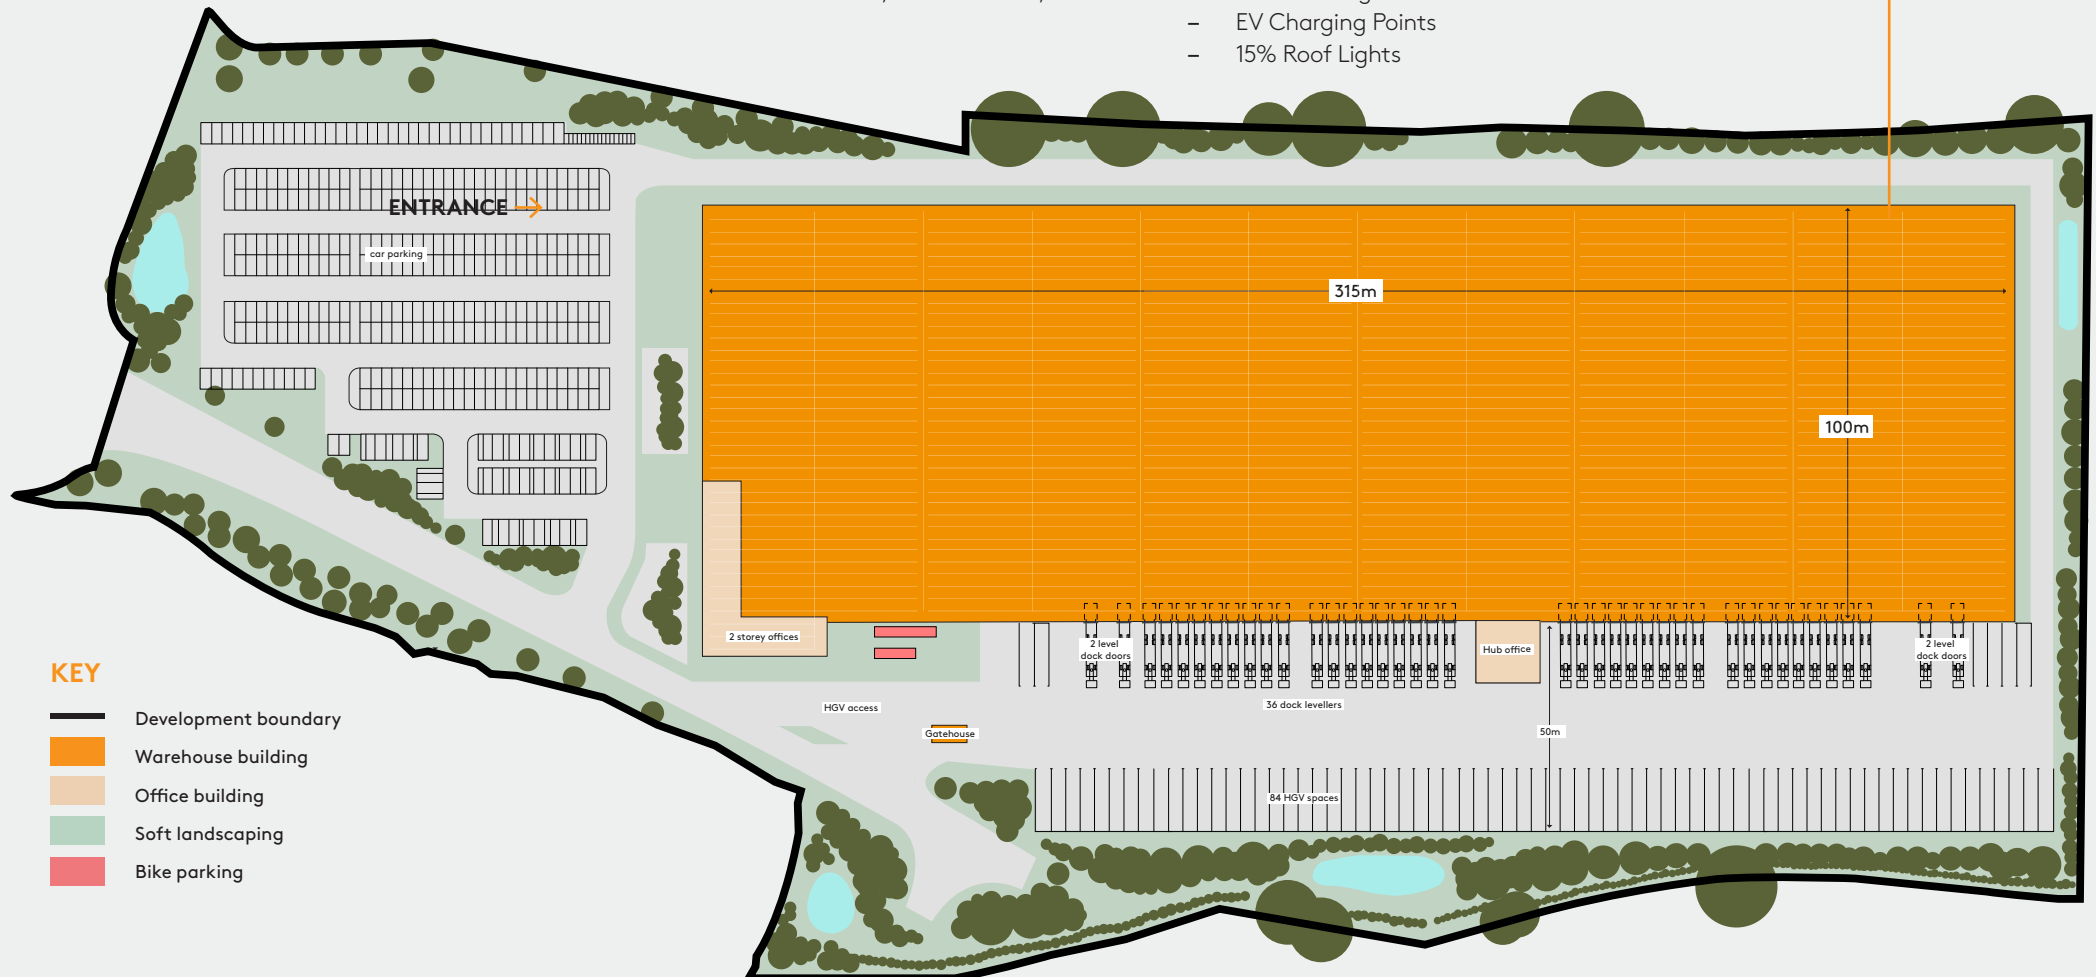 – EV Charging Points
– 15% Roof Lights
ENTRANCE →
car parking
315m
100m
2 storey offices
2 level
dock doors
Hub office
2 level
dock doors
HGV access
36 dock levellers
Gatehouse
50m
84 HGV spaces
KEY
Development boundary
Warehouse building
Office building
Soft landscaping
Bike parking